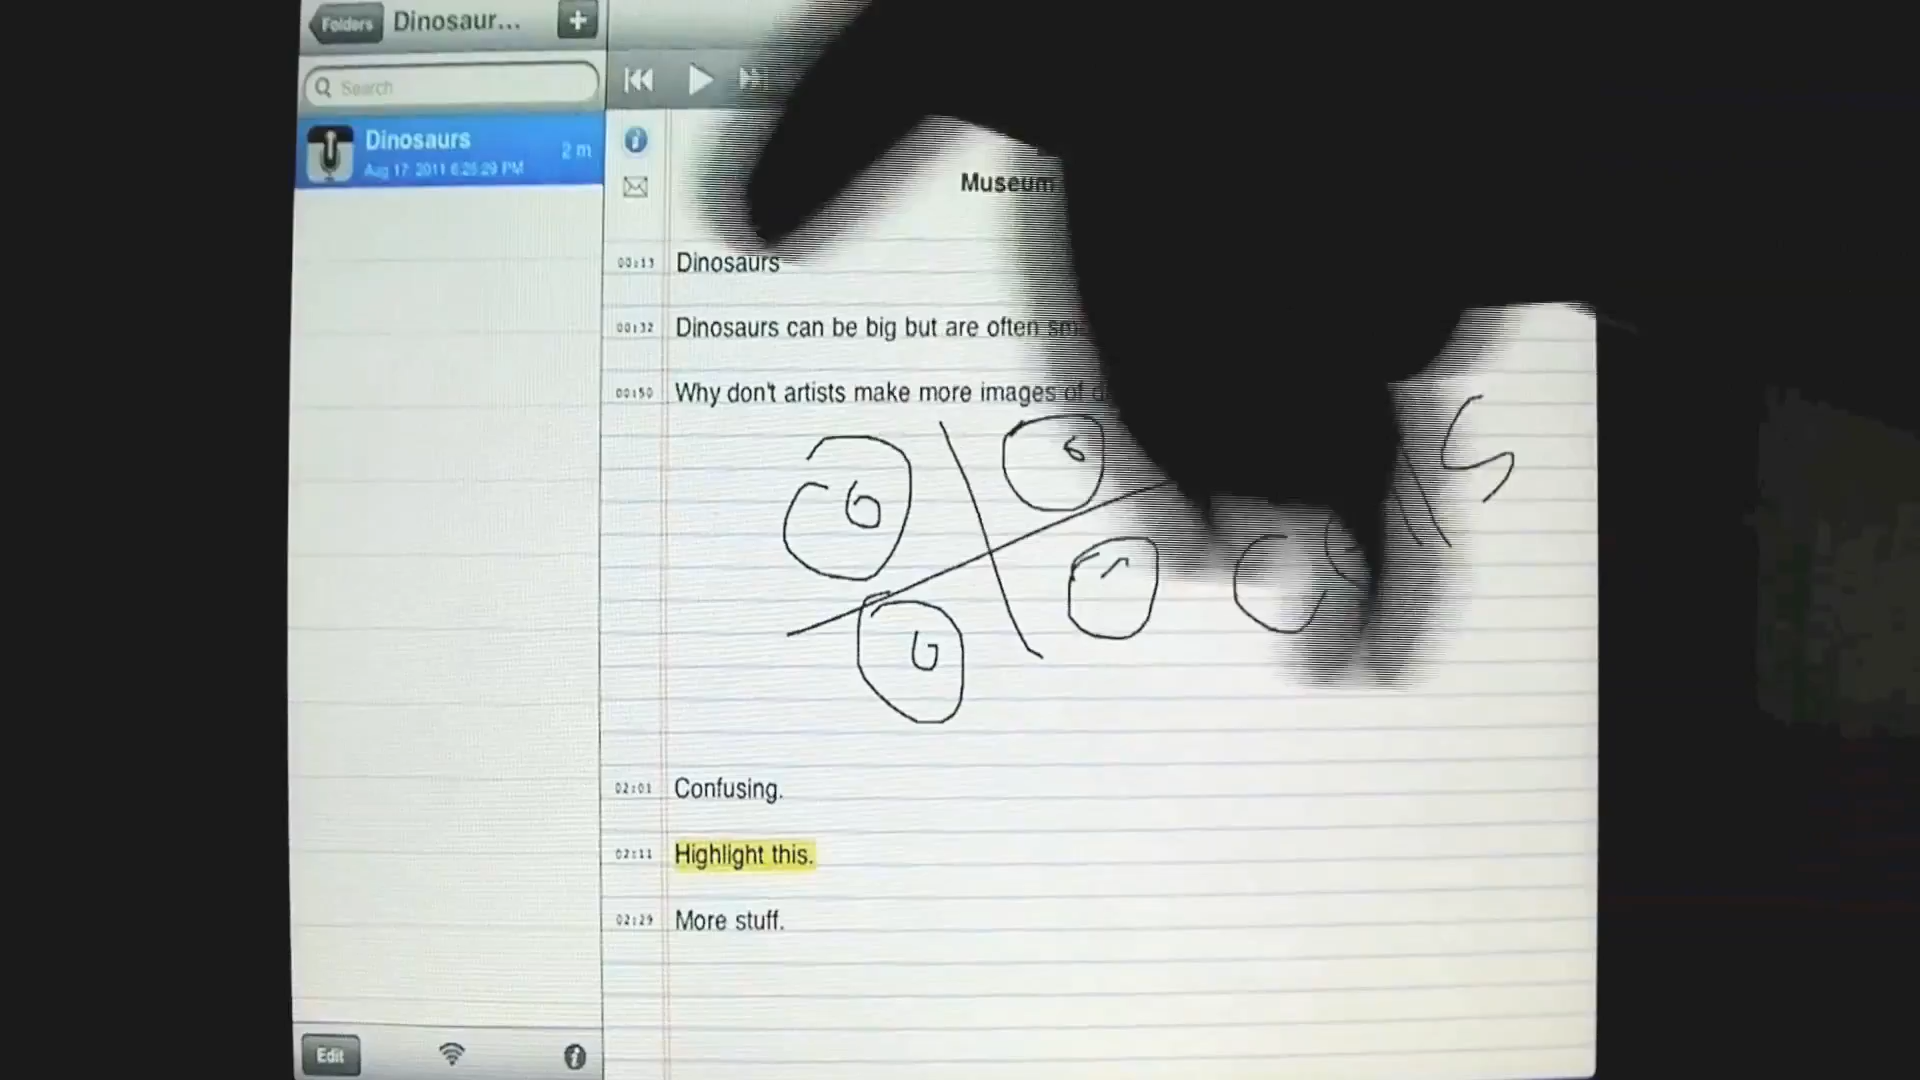 Folders Dinosaur...
Search
Dinosaurs
2 m
Aug 17, 2011 6:25:29 PM
Museum
00:13 Dinosaurs
00:32 Dinosaurs can be big but are often
00:50 Why don't artists make more images of
02:01 Confusing.
02:11 Highlight this.
02:29 More stuff.
Edit